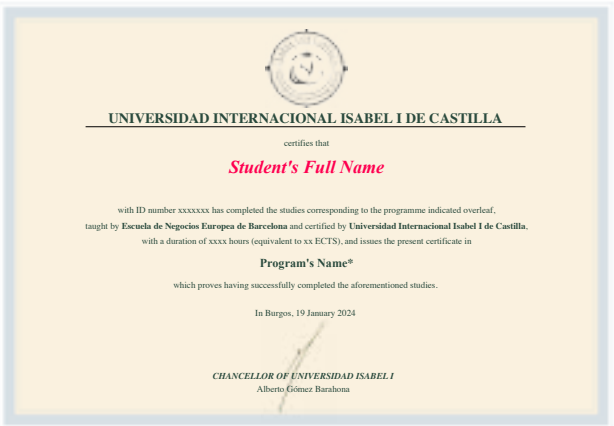 UNIVERSIDAD INTERNACIONAL ISABEL I DE CASTILLA
certifies that
Student's Full Name
with ID number xxxxxxx has completed the studies corresponding to the programme indicated overleaf,
taught by Escuela de Negocios Europea de Barcelona and certified by Universidad Internacional Isabel I de Castilla,
with a duration of xxxx hours (equivalent to xx ECTS), and issues the present certificate in
Program's Name*
which proves having successfully completed the aforementioned studies.
In Burgos, 19 January 2024
CHANCELLOR OF UNIVERSIDAD ISABEL I
Alberto Gómez Barahona